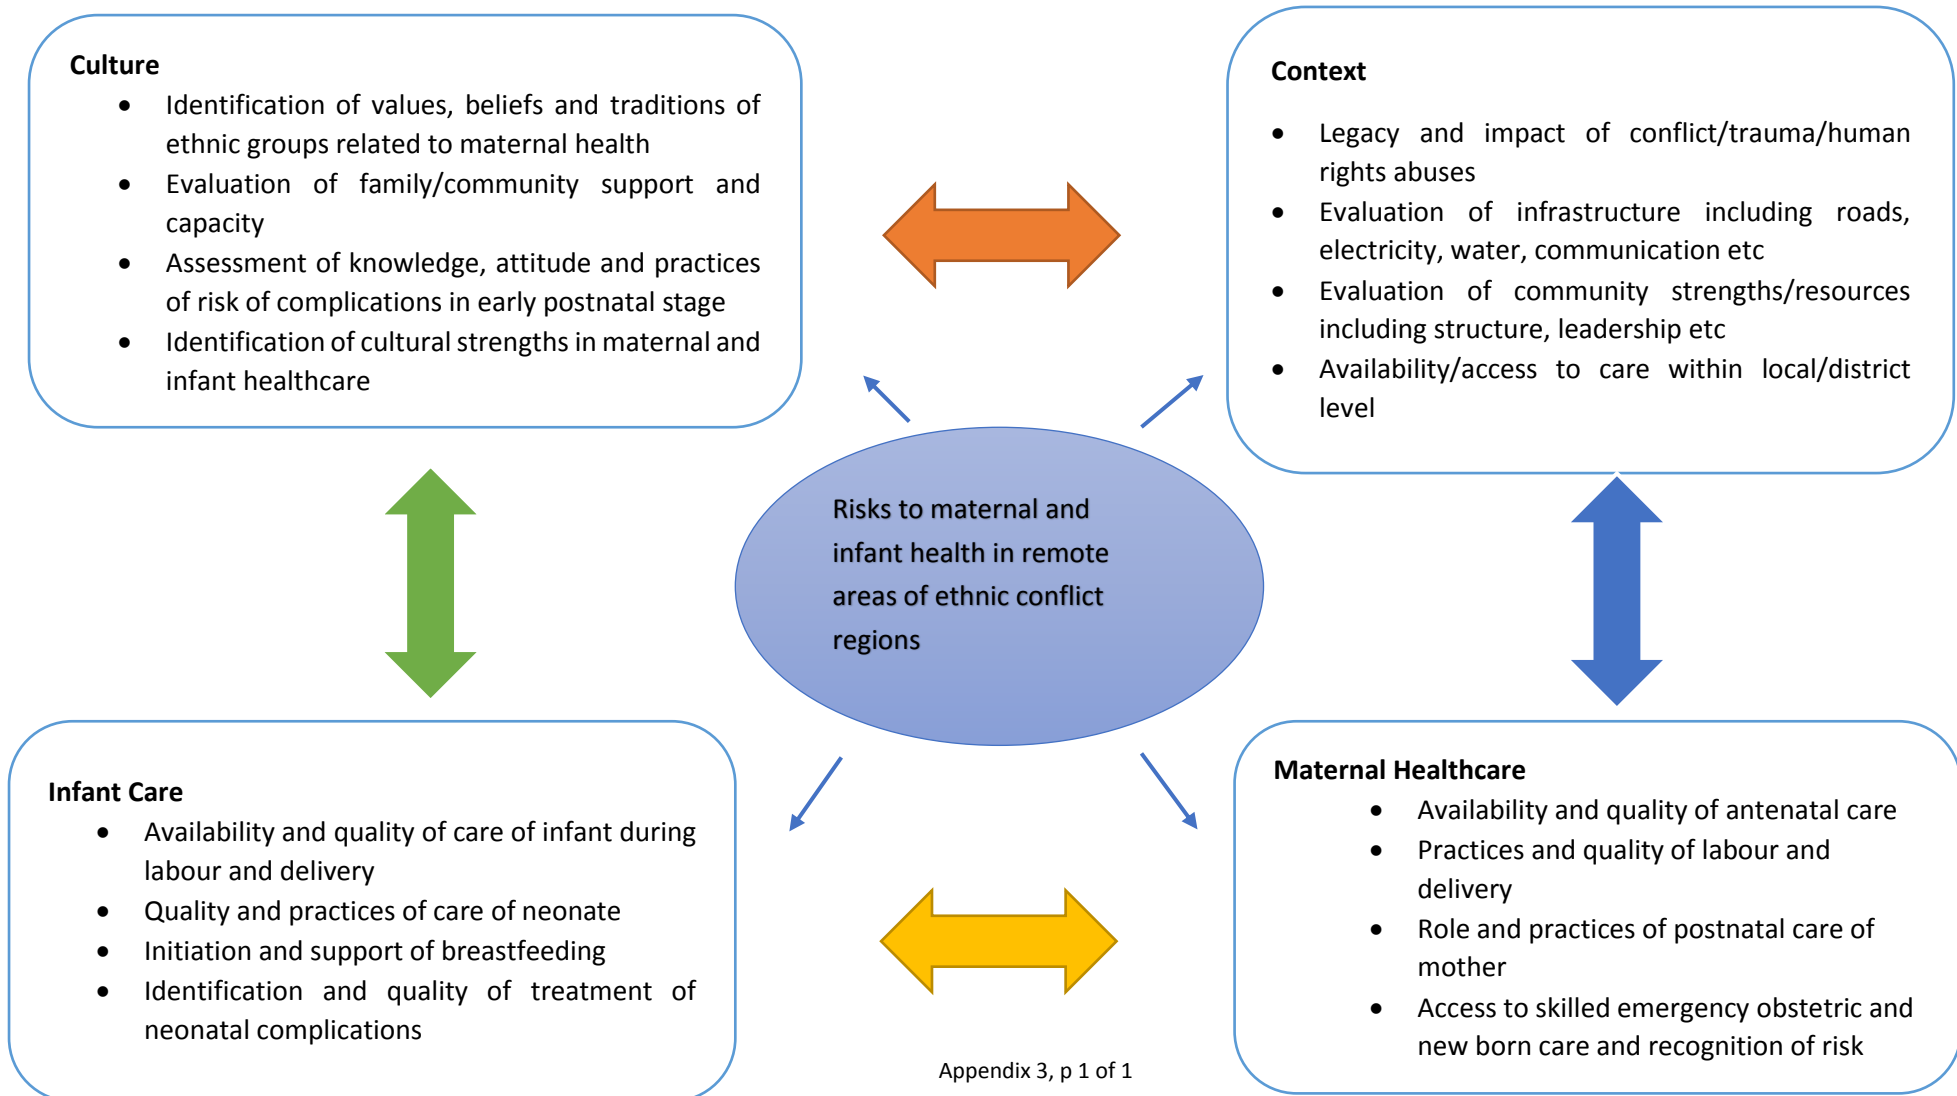 Culture
• Identification of values, beliefs and traditions of
ethnic groups related to maternal health
• Evaluation of family/community support and
capacity
• Assessment of knowledge, attitude and practices
of risk of complications in early postnatal stage
• Identification of cultural strengths in maternal and
infant healthcare
Context
• Legacy and impact of conflict/trauma/human
rights abuses
• Evaluation of infrastructure including roads,
electricity, water, communication etc
• Evaluation of community strengths/resources
including structure, leadership etc
• Availability/access to care within local/district
level
Risks to maternal and
infant health in remote
areas of ethnic conflict
regions
Infant Care
• Availability and quality of care of infant during
labour and delivery
• Quality and practices of care of neonate
• Initiation and support of breastfeeding
• Identification and quality of treatment of
neonatal complications
Maternal Healthcare
• Availability and quality of antenatal care
• Practices and quality of labour and
delivery
• Role and practices of postnatal care of
mother
• Access to skilled emergency obstetric and
new born care and recognition of risk
Appendix 3, p 1 of 1